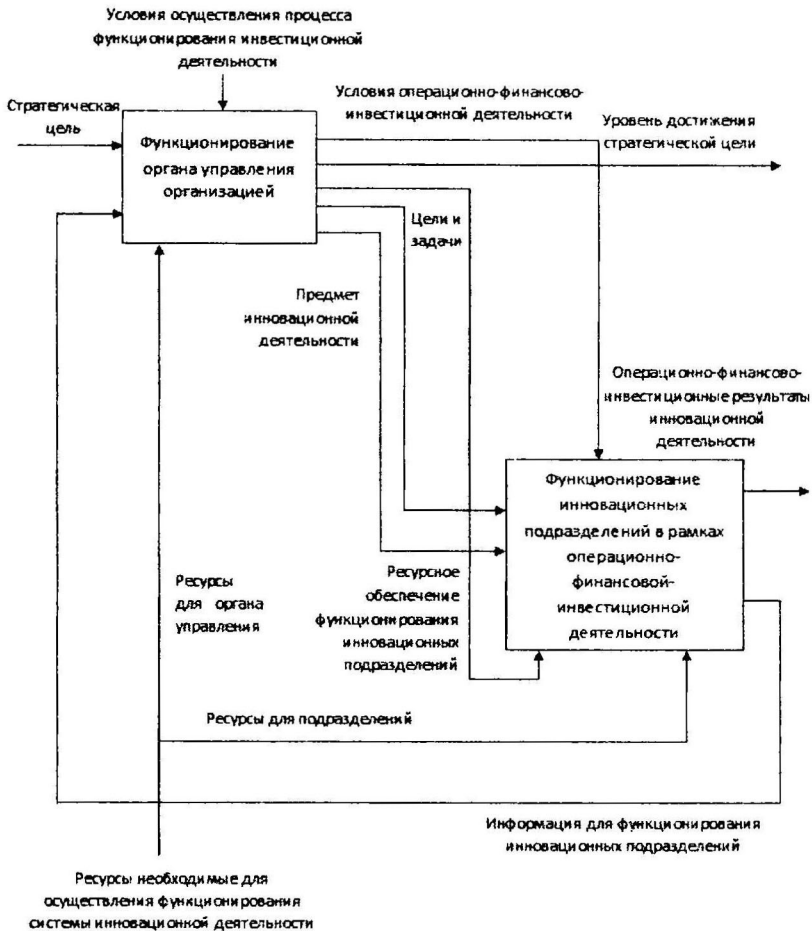 Условия осуществления процесса
функционирования инвестиционной
деятельности
Стратегическая
цель
Функционирование
органа управления
организацией
Условия операционно-финансово-
инвестиционной деятельности
Уровень достижения
стратегической цели
Цели и
задачи
Предмет
инновационной
деятельности
Операционно-финансово-
инвестиционные результаты
инновационной
деятельности
Функционирование
инновационных
подразделений в рамках
операционно-
финансовой-
инвестиционной
деятельности
Ресурсы
для органа
управления
Ресурсное
обеспечение
функционирования
инновационных
подразделений
Ресурсы для подразделений
Информация для функционирования
инновационных подразделений
Ресурсы необходимые для
осуществления функционирования
системы инновационной деятельности